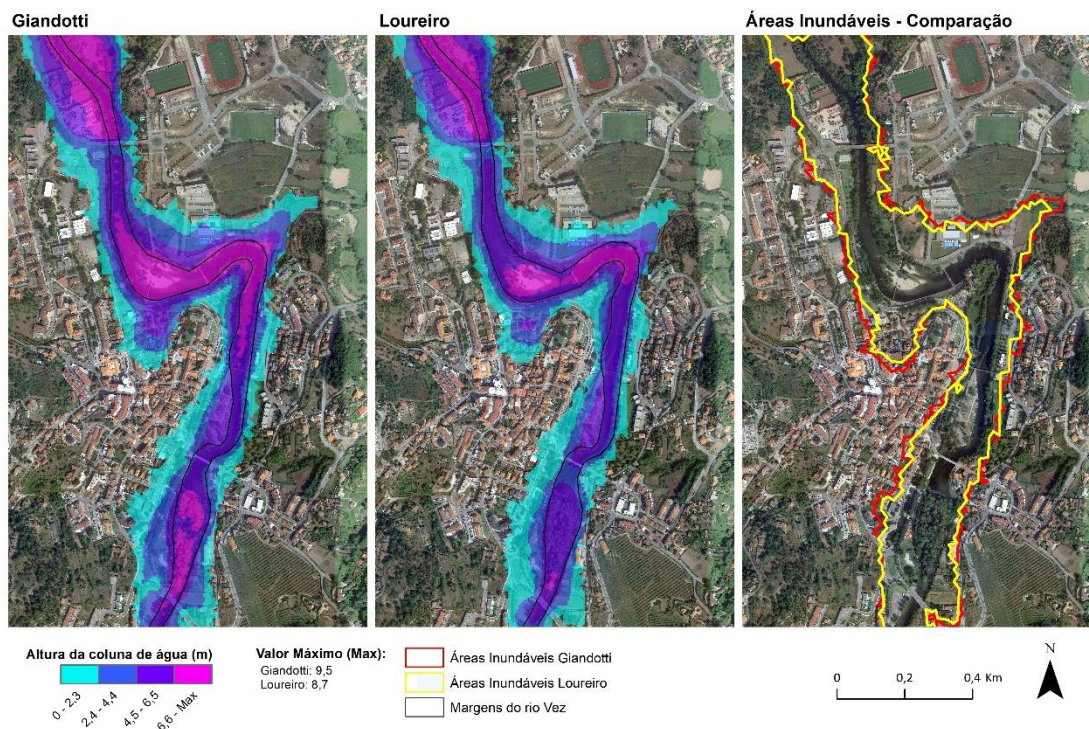 Giandotti
Loureiro
Áreas Inundáveis - Comparação
Altura da coluna de água (m)
0 - 2,3
2,4 - 4,4
4,5 - 6,5
6,6 - Max
Valor Máximo (Max):
Giandotti: 9,5
Loureiro: 8,7
Áreas Inundáveis Giandotti
Áreas Inundáveis Loureiro
Margens do rio Vez
0 0,2 0,4 Km
N